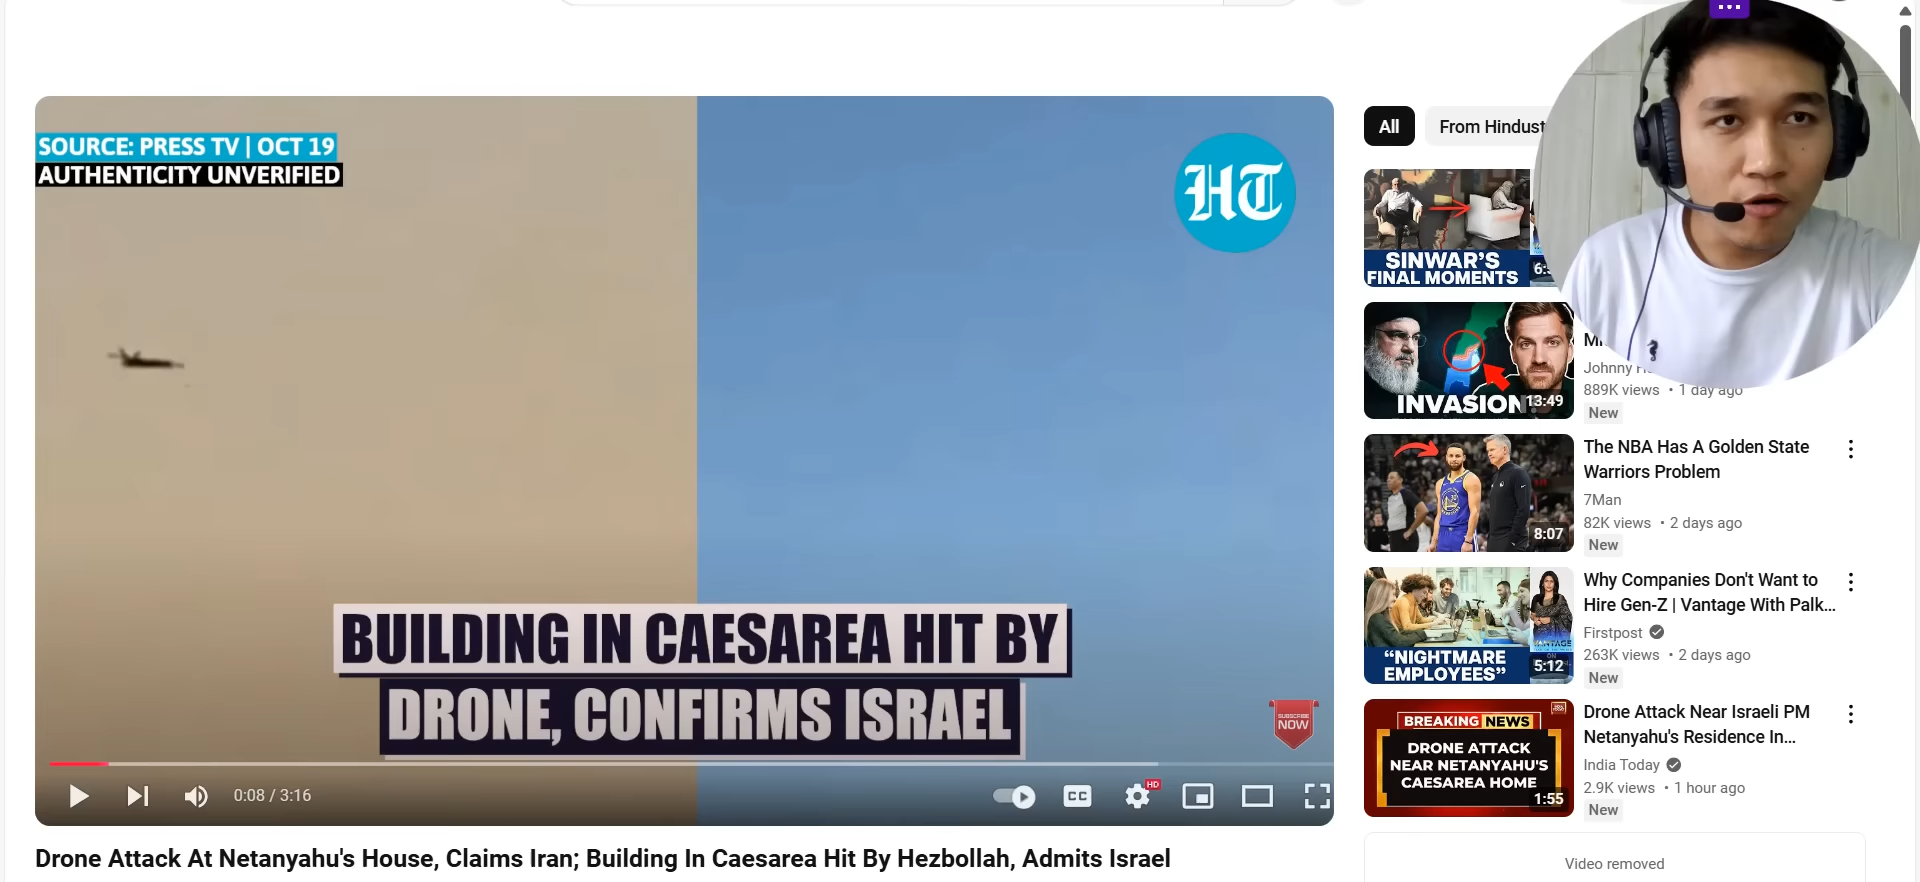 SOURCE: PRESS TV | OCT 19
AUTHENTICITY UNVERIFIED
HT
BUILDING IN CAESAREA HIT BY
DRONE, CONFIRMS ISRAEL
SUBSCRIBE
NOW
0:08 / 3:16
CC
HD
Drone Attack At Netanyahu's House, Claims Iran; Building In Caesarea Hit By Hezbollah, Admits Israel
All
From Hindust
SINWAR'S
FINAL MOMENTS
INVASION
13:49
Johnny
889K views • 1 day ago
New
8:07
The NBA Has A Golden State
Warriors Problem
7Man
82K views • 2 days ago
New
"NIGHTMARE
EMPLOYEES"
VANTAGE
5:12
Why Companies Don't Want to
Hire Gen-Z | Vantage With Palk...
Firstpost
263K views • 2 days ago
New
BREAKING NEWS
DRONE ATTACK
NEAR NETANYAHU'S
CAESAREA HOME
1:55
Drone Attack Near Israeli PM
Netanyahu's Residence In...
India Today
2.9K views • 1 hour ago
New
Video removed